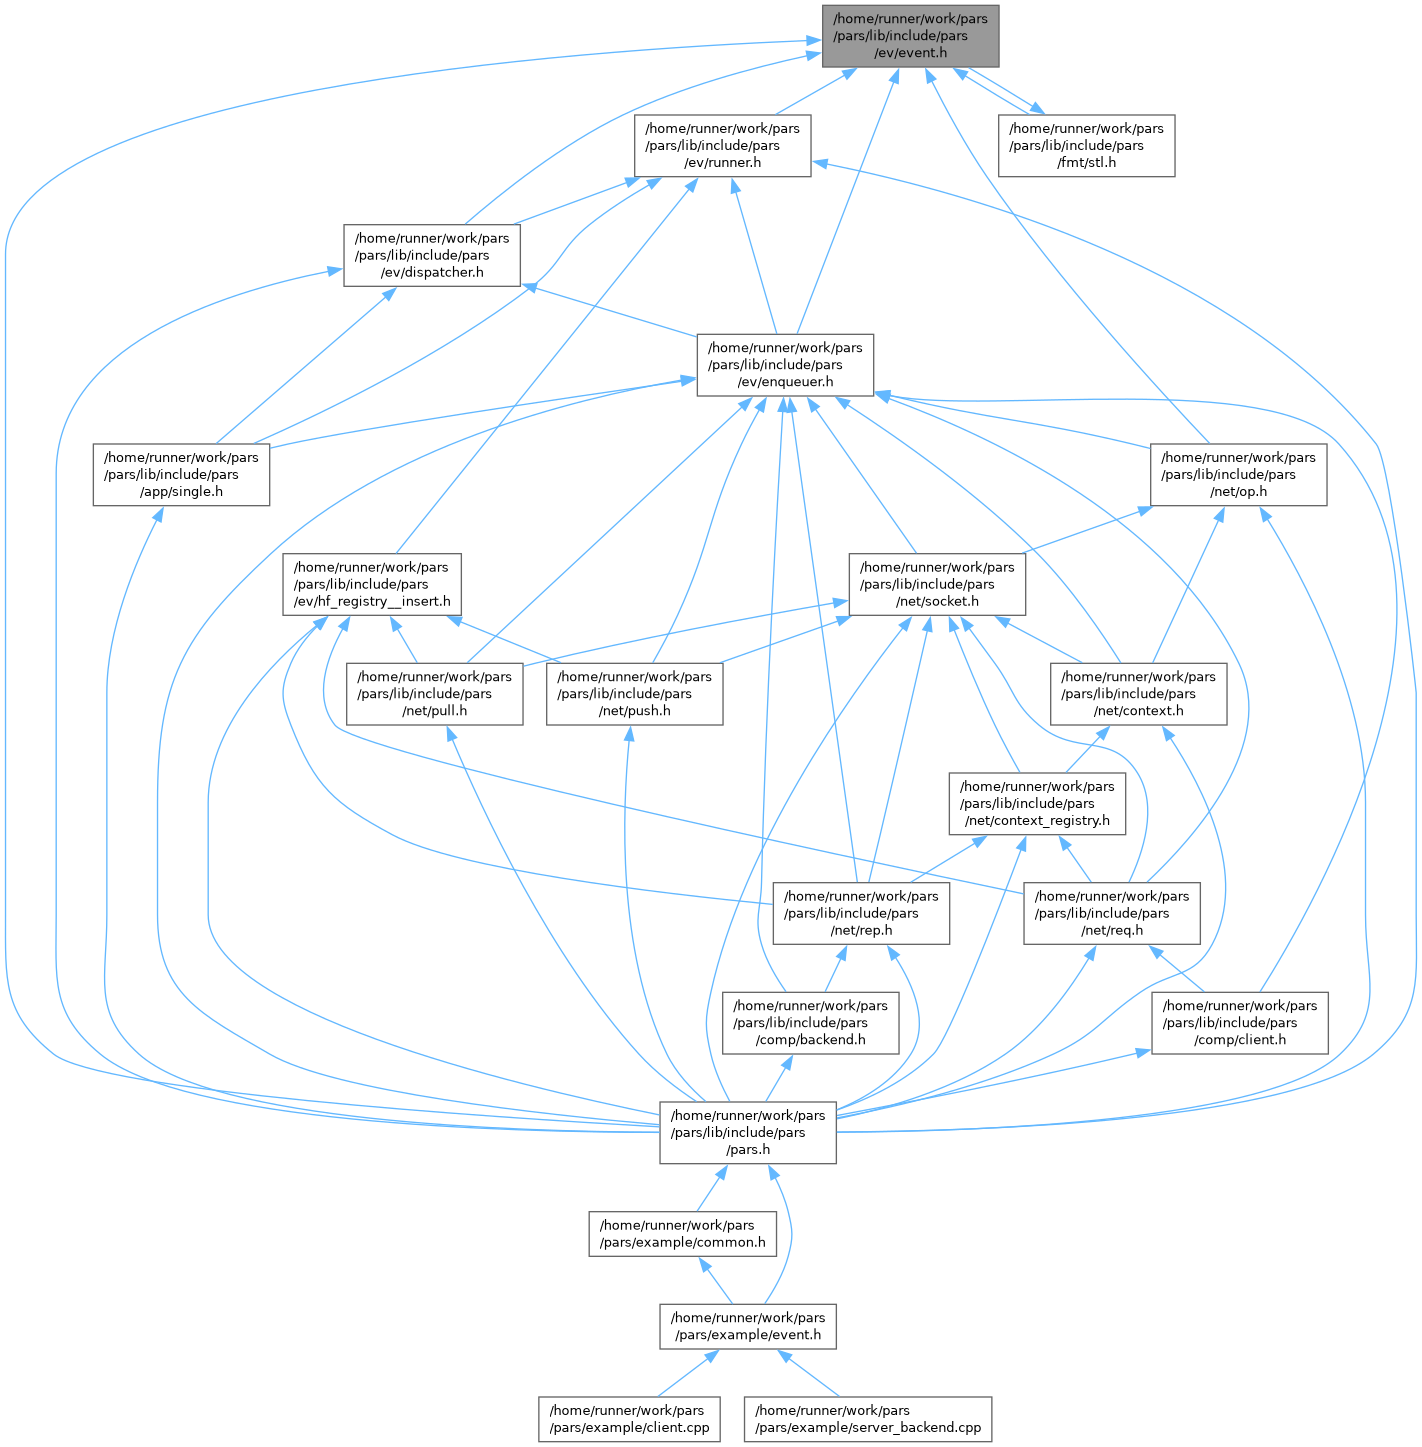 /home/runner/work/pars
/pars/lib/include/pars
/ev/event.h
/home/runner/work/pars
/pars/lib/include/pars
/ev/runner.h
/home/runner/work/pars
/pars/lib/include/pars
/fmt/stl.h
/home/runner/work/pars
/pars/lib/include/pars
/ev/dispatcher.h
/home/runner/work/pars
/pars/lib/include/pars
/ev/enqueuer.h
/home/runner/work/pars
/pars/lib/include/pars
/app/single.h
/home/runner/work/pars
/pars/lib/include/pars
/net/op.h
/home/runner/work/pars
/pars/lib/include/pars
/ev/hf_registry__insert.h
/home/runner/work/pars
/pars/lib/include/pars
/net/socket.h
/home/runner/work/pars
/pars/lib/include/pars
/net/pull.h
/home/runner/work/pars
/pars/lib/include/pars
/net/push.h
/home/runner/work/pars
/pars/lib/include/pars
/net/context.h
/home/runner/work/pars
/pars/lib/include/pars
/net/context_registry.h
/home/runner/work/pars
/pars/lib/include/pars
/net/rep.h
/home/runner/work/pars
/pars/lib/include/pars
/net/req.h
/home/runner/work/pars
/pars/lib/include/pars
/comp/backend.h
/home/runner/work/pars
/pars/lib/include/pars
/comp/client.h
/home/runner/work/pars
/pars/lib/include/pars
/pars.h
/home/runner/work/pars
/pars/example/common.h
/home/runner/work/pars
/pars/example/event.h
/home/runner/work/pars
/pars/example/client.cpp
/home/runner/work/pars
/pars/example/server_backend.cpp